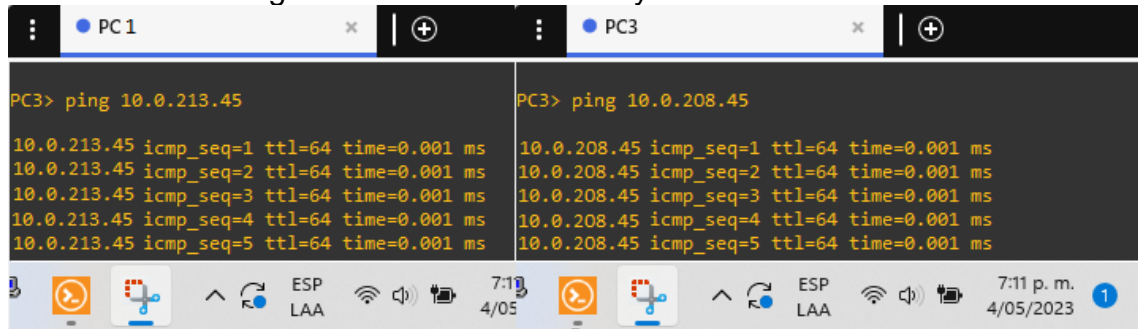 PC 1
PC3
PC3> ping 10.0.213.45
10.0.213.45 icmp_seq=1 ttl=64 time=0.001 ms
10.0.213.45 icmp_seq=2 ttl=64 time=0.001 ms
10.0.213.45 icmp_seq=3 ttl=64 time=0.001 ms
10.0.213.45 icmp_seq=4 ttl=64 time=0.001 ms
10.0.213.45 icmp_seq=5 ttl=64 time=0.001 ms
PC3> ping 10.0.208.45
10.0.208.45 icmp_seq=1 ttl=64 time=0.001 ms
10.0.208.45 icmp_seq=2 ttl=64 time=0.001 ms
10.0.208.45 icmp_seq=3 ttl=64 time=0.001 ms
10.0.208.45 icmp_seq=4 ttl=64 time=0.001 ms
10.0.208.45 icmp_seq=5 ttl=64 time=0.001 ms
ESP
LAA
4/05
ESP
LAA
7:11 p. m.
4/05/2023
1